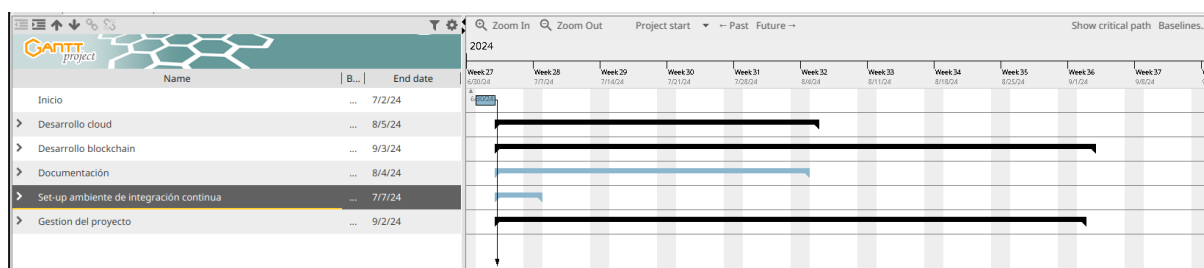 Zoom In Zoom Out Project start ← Past Future → Show critical path Baselines...
GANTT project
2024
Name B... End date
Week 27 Week 28 Week 29 Week 30 Week 31 Week 32 Week 33 Week 34 Week 35 Week 36 Week 37
6/30/24 7/7/24 7/14/24 7/21/24 7/28/24 8/4/24 8/11/24 8/18/24 8/25/24 9/1/24 9/8/24
Inicio ... 7/2/24
Desarrollo cloud ... 8/5/24
Desarrollo blockchain ... 9/3/24
Documentación ... 8/4/24
Set-up ambiente de integración continua ... 7/7/24
Gestion del proyecto ... 9/2/24